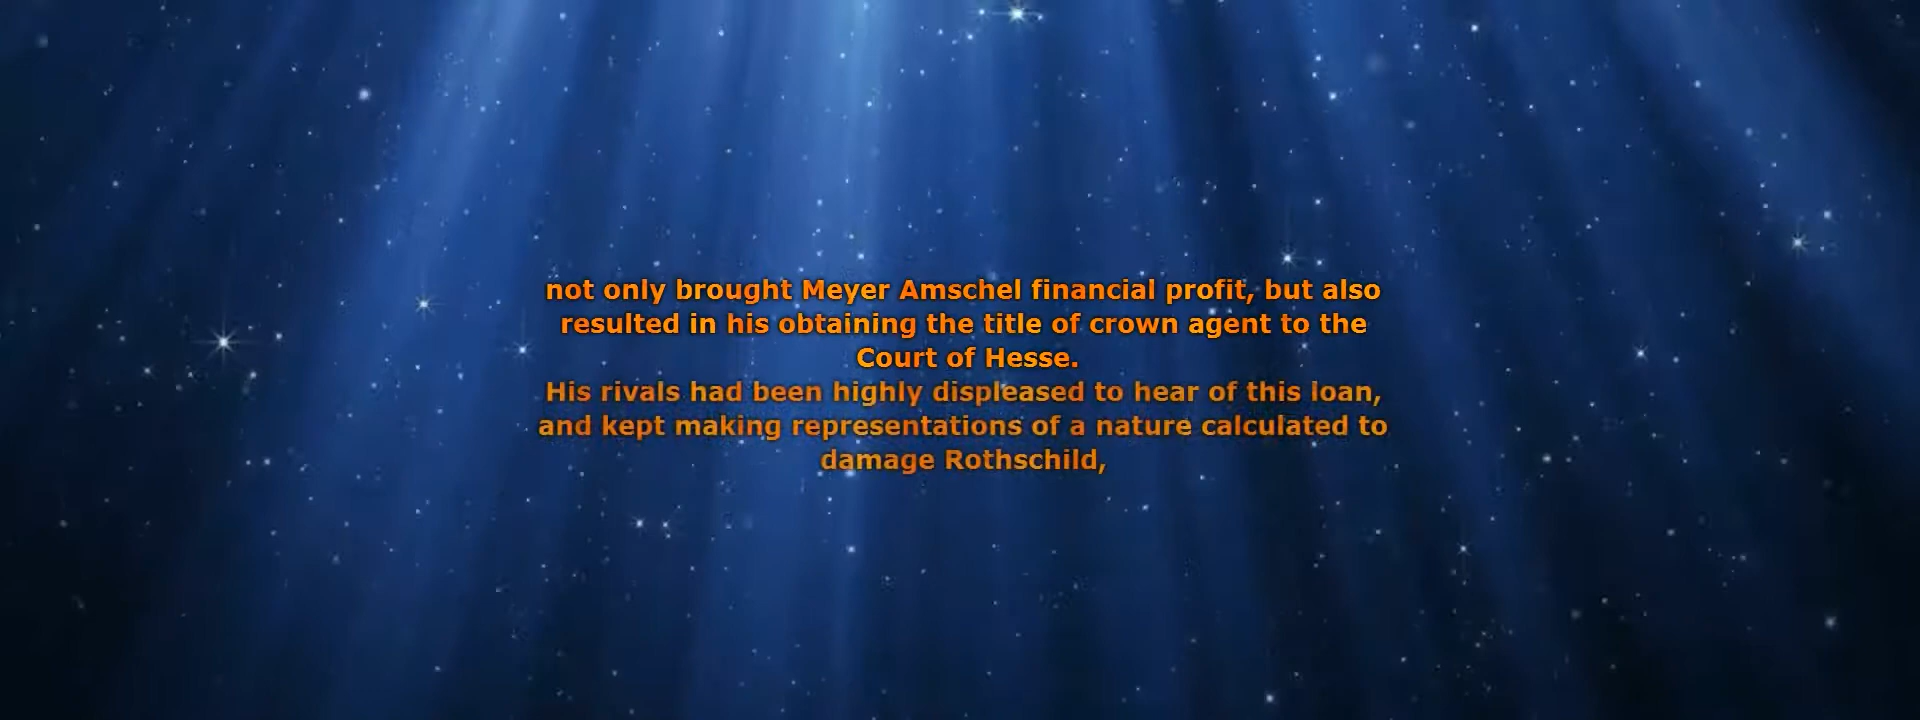 not only brought Meyer Amschel financial profit, but also
resulted in his obtaining the title of crown agent to the
Court of Hesse.
His rivals had been highly displeased to hear of this loan,
and kept making representations of a nature calculated to
damage Rothschild,